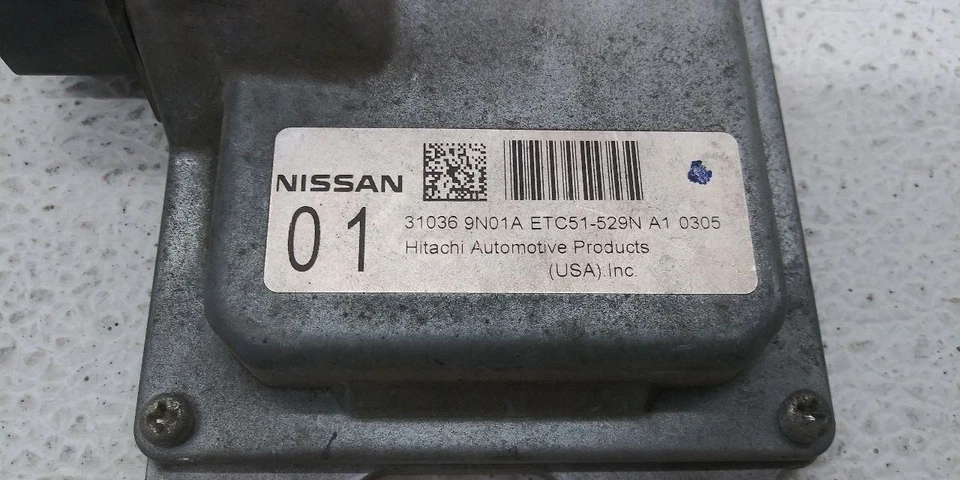 NISSAN
01
31036 9N01A ETC51-529N A1 0305
Hitachi Automotive Products
(USA).Inc.